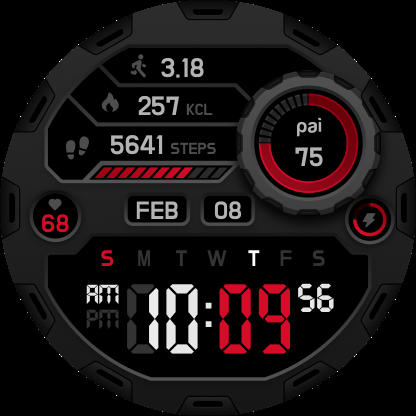 3.18
257 KCL
5641 STEPS
pai
75
68
FEB 08
S M T W T F S
AM 10:09 56
PM